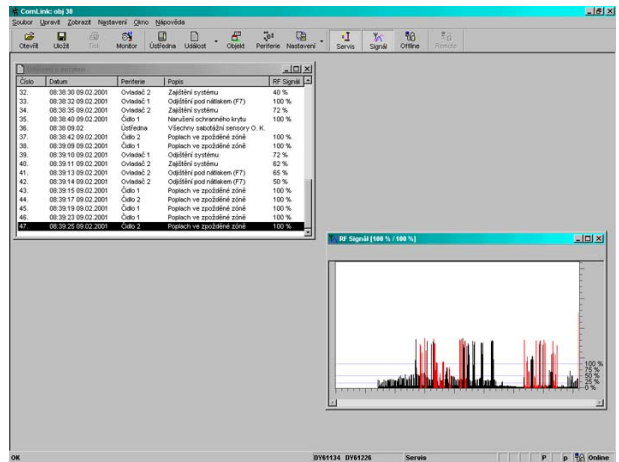 ComLink: obj 30
Soubor Upravit Zobrazit Nastavení Okno Nápověda
Otevřít Uložit Tisk Monitor Ústředna Událost Objekt Periferie Nastavení Servis Signál Offline Remote
Číslo Datum Periferie Popis RF Signál
32. 08:38:30 09.02.2001 Ovladač 2 Zajištění systému 40 %
33. 08:38:32 09.02.2001 Ovladač 1 Odjištění pod nátlakem (F7) 100 %
34. 08:38:35 09.02.2001 Ovladač 2 Zajištění systému 72 %
35. 08:38:40 09.02.2001 Čidlo 1 Narušení ochranného krytu 100 %
36. 08:38 09.02 Ústředna Všechny sabotážní sensory O. K.
37. 08:38:42 09.02.2001 Čidlo 2 Poplach ve zpožděné zóně 100 %
38. 08:39:09 09.02.2001 Čidlo 1 Poplach ve zpožděné zóně 100 %
39. 08:39:10 09.02.2001 Ovladač 1 Odjištění systému 72 %
40. 08:39:11 09.02.2001 Ovladač 2 Zajištění systému 62 %
41. 08:39:13 09.02.2001 Ovladač 2 Odjištění pod nátlakem (F7) 65 %
42. 08:39:14 09.02.2001 Ovladač 2 Odjištění pod nátlakem (F7) 50 %
43. 08:39:15 09.02.2001 Čidlo 1 Poplach ve zpožděné zóně 100 %
44. 08:39:17 09.02.2001 Čidlo 2 Poplach ve zpožděné zóně 100 %
45. 08:39:19 09.02.2001 Čidlo 1 Poplach ve zpožděné zóně 100 %
46. 08:39:23 09.02.2001 Čidlo 1 Poplach ve zpožděné zóně 100 %
47. 08:39:25 09.02.2001 Čidlo 2 Poplach ve zpožděné zóně 100 %
RF Signál [100 % / 100 %]
100 %
75 %
50 %
25 %
0 %
OK DY61134 DY61226 Servis P p Online